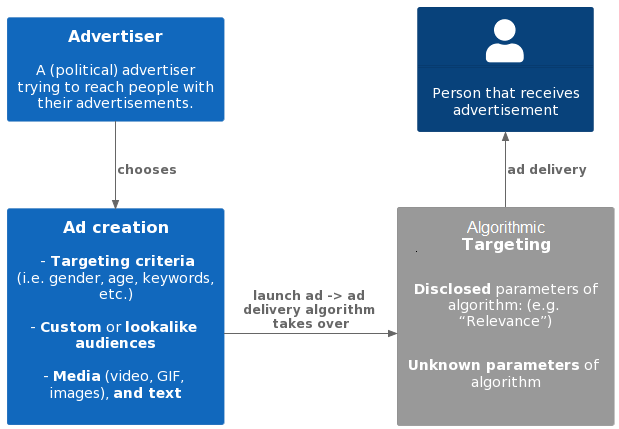 Advertiser
A (political) advertiser
trying to reach people with
their advertisements.
Person that receives
advertisement
chooses
ad delivery
Ad creation
- Targeting criteria
(i.e. gender, age, keywords,
etc.)
- Custom or lookalike
audiences
- Media (video, GIF,
images), and text
launch ad -> ad
delivery algorithm
takes over
Algorithmic
Targeting
Disclosed parameters of
algorithm: (e.g.
“Relevance”)
Unknown parameters of
algorithm